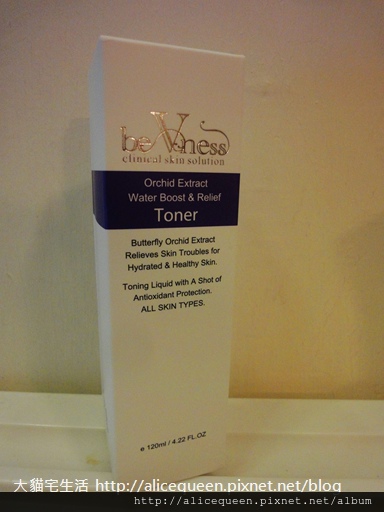 beVness
clinical skin solution
Orchid Extract
Water Boost & Relief
Toner
Butterfly Orchid Extract
Relieves Skin Troubles for
Hydrated & Healthy Skin.
Toning Liquid with A Shot of
Antioxidant Protection.
ALL SKIN TYPES.
e 120ml / 4.22 FL.OZ
大貓宅生活 http://alicequeen.pixnet.net/blog
http://alicequeen.pixnet.net/album